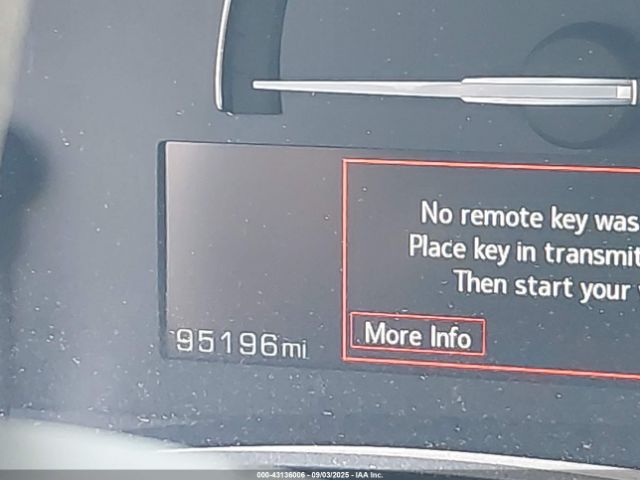 No remote key was
Place key in transmit
Then start your
More Info
95196mi
000-43136006 - 09/03/2025 - IAA Inc.